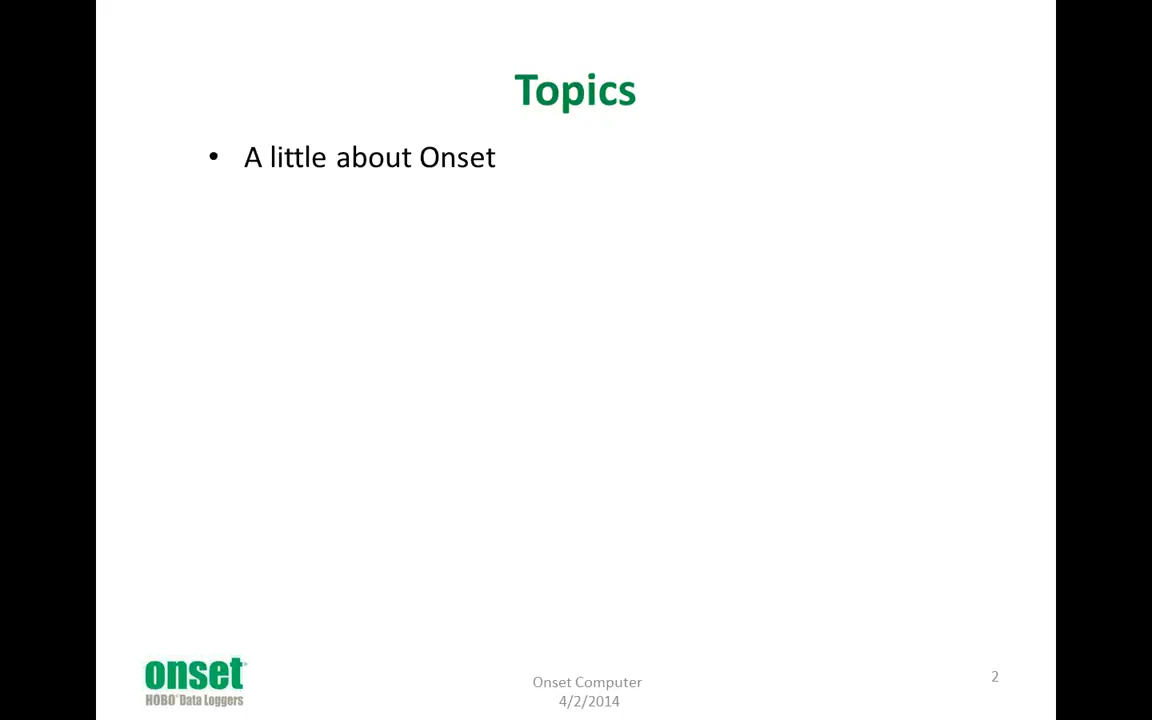 Topics
• A little about Onset
onset®
HOBO® Data Loggers
Onset Computer
4/2/2014
2